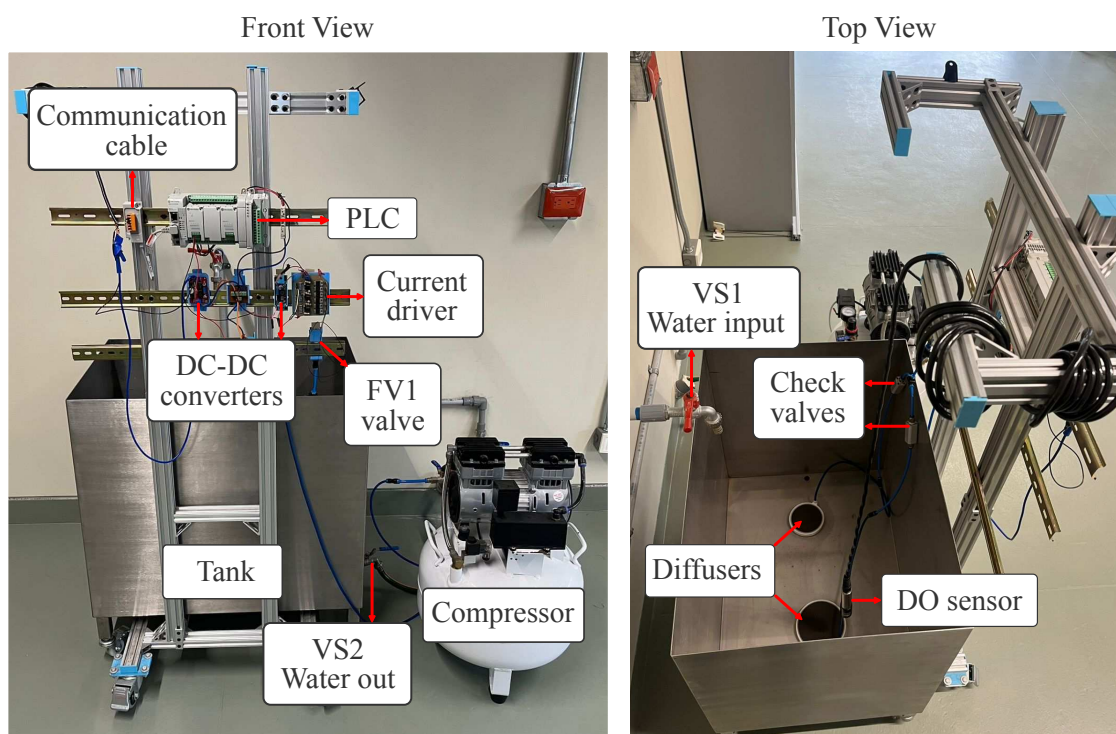 Front View
Top View
Communication
cable
PLC
Current
driver
DC-DC
converters
FV1
valve
Tank
Compressor
VS2
Water out
VS1
Water input
Check
valves
Diffusers
DO sensor